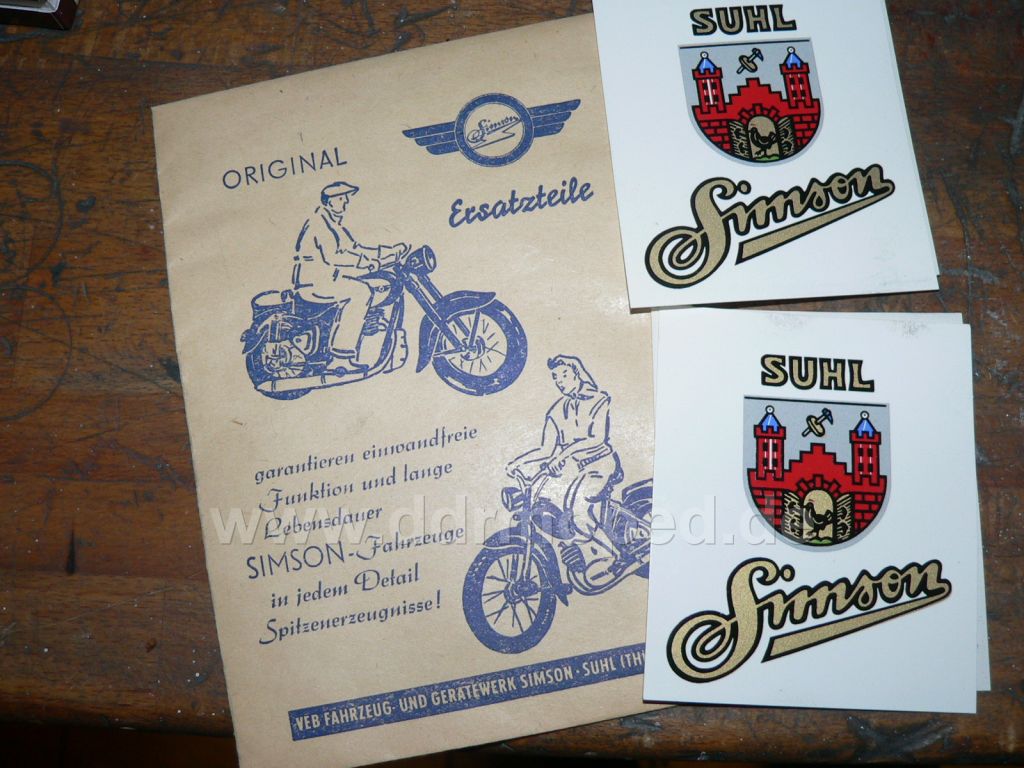 ORIGINAL
Simson
Ersatzteile
garantieren einwandfreie
Funktion und lange
Lebensdauer
SIMSON-Fahrzeuge
in jedem Detail
Spitzenerzeugnisse!
VEB FAHRZEUG- UND GERÄTEWERK SIMSON · SUHL (TH
SUHL
Simson
SUHL
Simson